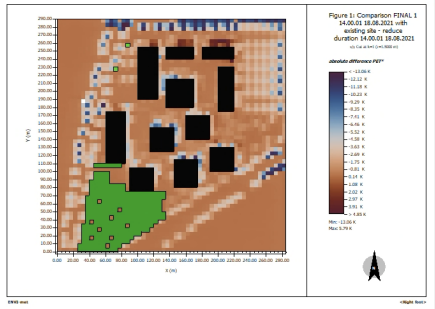 Figure 1: Comparison FINAL 1
14.00.01 18.08.2021 with
existing site - reduce
duration 14.00.01 18.08.2021
absolute difference PET*
< -13.06 K
-12.12 K
-11.18 K
-10.23 K
-9.29 K
-8.35 K
-7.41 K
-6.46 K
-5.52 K
-4.58 K
-3.63 K
-2.69 K
-1.75 K
-0.81 K
0.14 K
1.08 K
2.02 K
2.97 K
3.91 K
> 4.85 K
Min: -13.06 K
Max: 5.79 K
290.00
280.00
270.00
260.00
250.00
240.00
230.00
220.00
210.00
200.00
190.00
180.00
170.00
160.00
150.00
140.00
130.00
120.00
110.00
100.00
90.00
80.00
70.00
60.00
50.00
40.00
30.00
20.00
10.00
0.00
Y (m)
0.00 20.00 40.00 60.00 80.00 100.00 120.00 140.00 160.00 180.00 200.00 220.00 240.00 260.00 280.00
X (m)
N
ENVI-met
<Right foot>